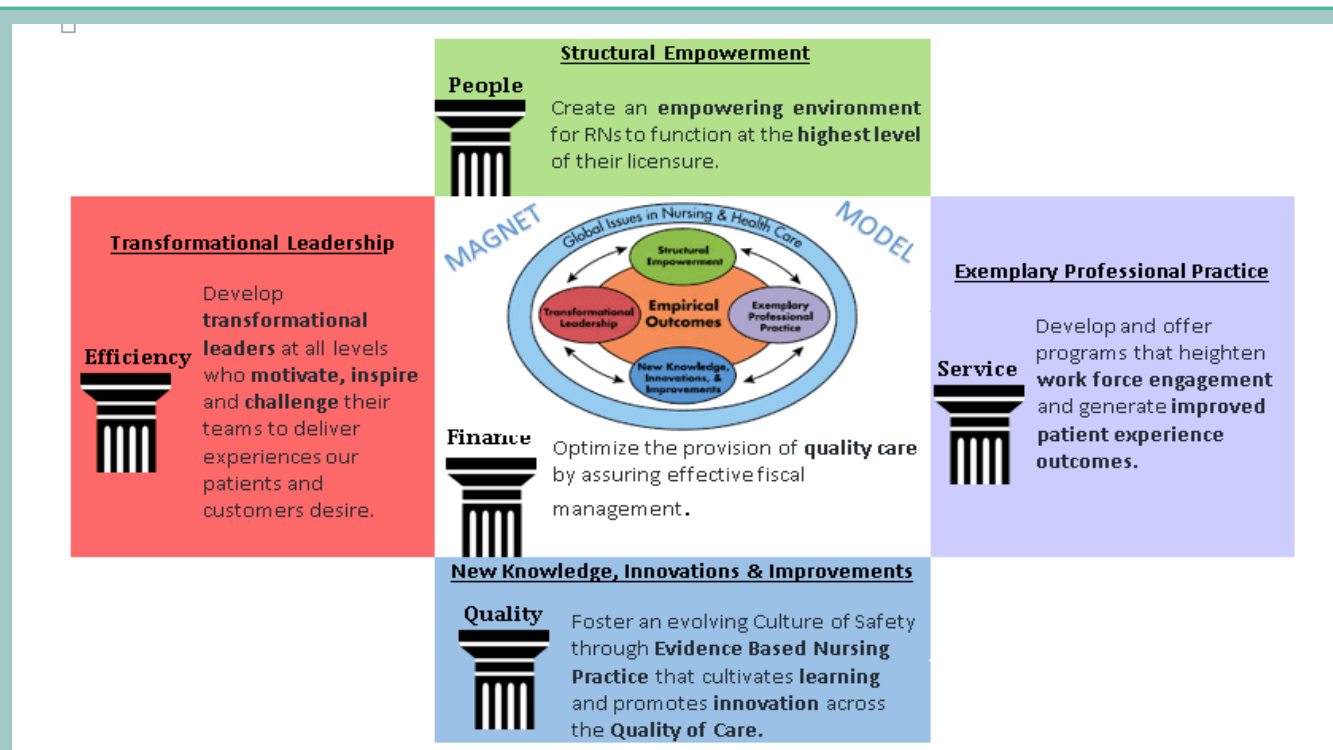 Structural Empowerment
People
Create an empowering environment
for RNs to function at the highest level
of their licensure.
Transformational Leadership
Efficiency
Develop
transformational
leaders at all levels
who motivate, inspire
and challenge their
teams to deliver
experiences our
patients and
customers desire.
MAGNET
MODEL
Global Issues in Nursing & Health Care
Structural
Empowerment
Transformational
Leadership
Empirical
Outcomes
Exemplary
Professional
Practice
New Knowledge,
Innovations, &
Improvements
Finance
Optimize the provision of quality care
by assuring effective fiscal
management.
Exemplary Professional Practice
Service
Develop and offer
programs that heighten
work force engagement
and generate improved
patient experience
outcomes.
New Knowledge, Innovations & Improvements
Quality
Foster an evolving Culture of Safety
through Evidence Based Nursing
Practice that cultivates learning
and promotes innovation across
the Quality of Care.